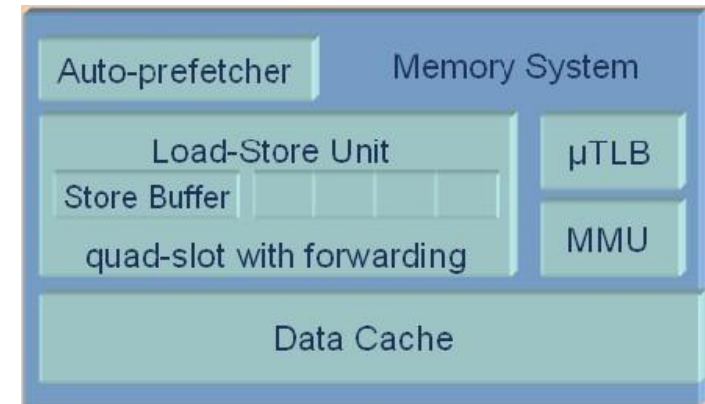 Auto-prefetcher
Memory System
Load-Store Unit
µTLB
Store Buffer
quad-slot with forwarding
MMU
Data Cache